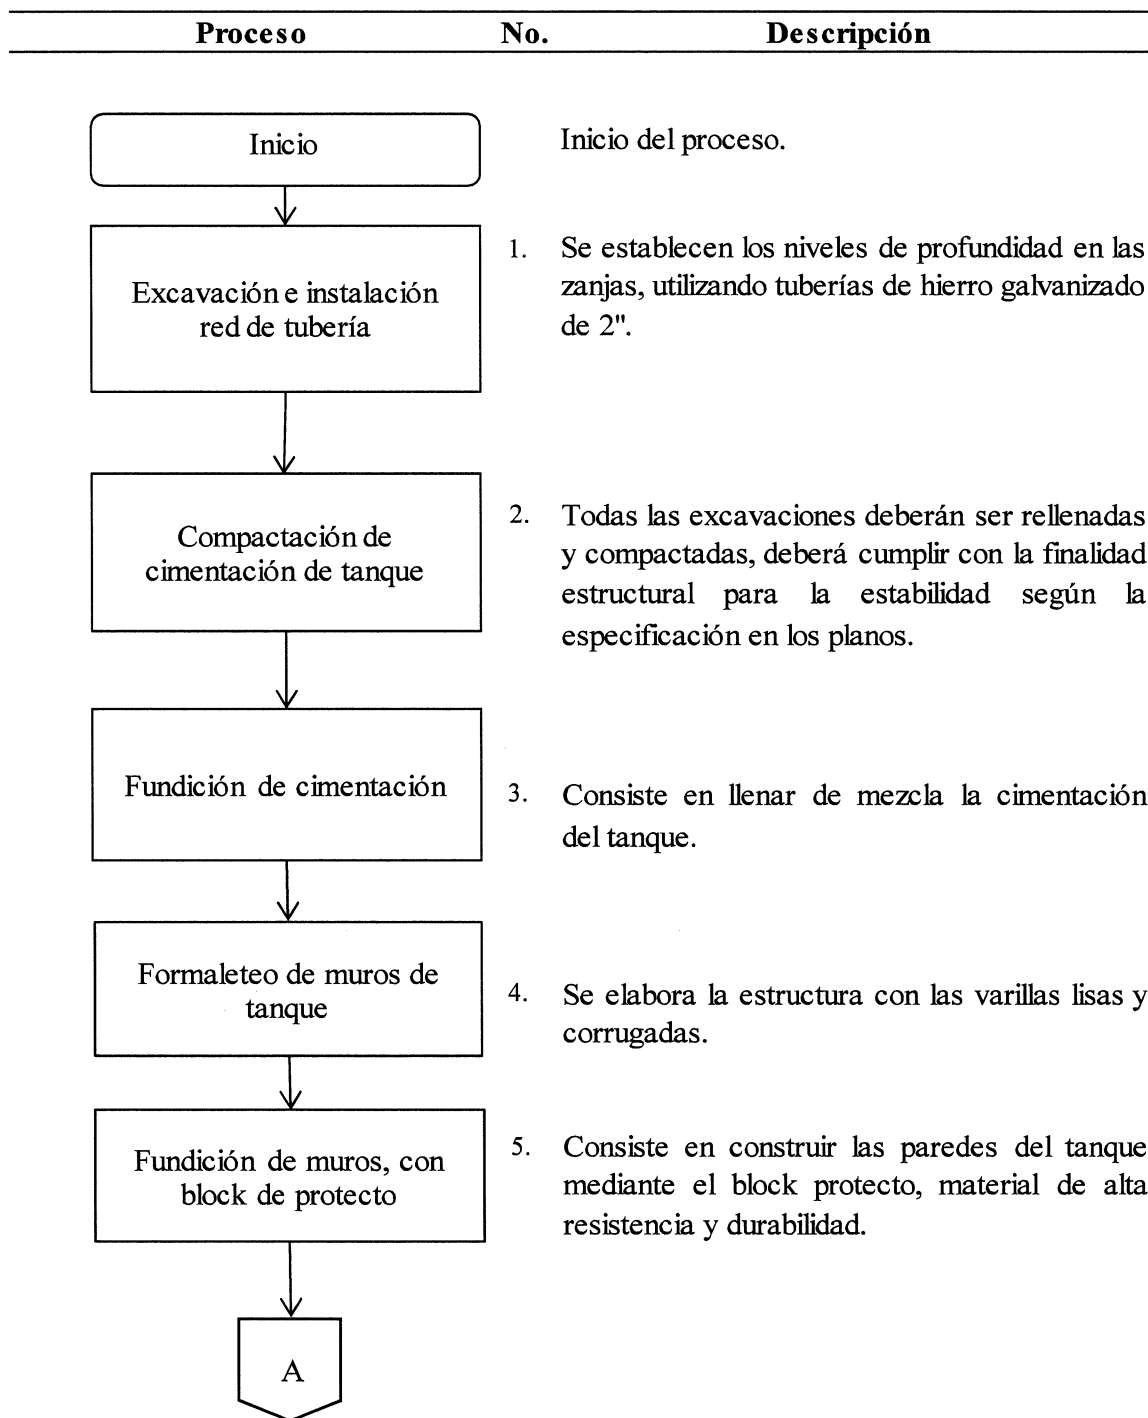 Proceso No. Descripción
Inicio
Inicio del proceso.
Excavación e instalación
red de tubería
1. Se establecen los niveles de profundidad en las
zanjas, utilizando tuberías de hierro galvanizado
de 2".
Compactación de
cimentación de tanque
2. Todas las excavaciones deberán ser rellenadas
y compactadas, deberá cumplir con la finalidad
estructural para la estabilidad según la
especificación en los planos.
Fundición de cimentación
3. Consiste en llenar de mezcla la cimentación
del tanque.
Formaleteo de muros de
tanque
4. Se elabora la estructura con las varillas lisas y
corrugadas.
Fundición de muros, con
block de protecto
5. Consiste en construir las paredes del tanque
mediante el block protecto, material de alta
resistencia y durabilidad.
A